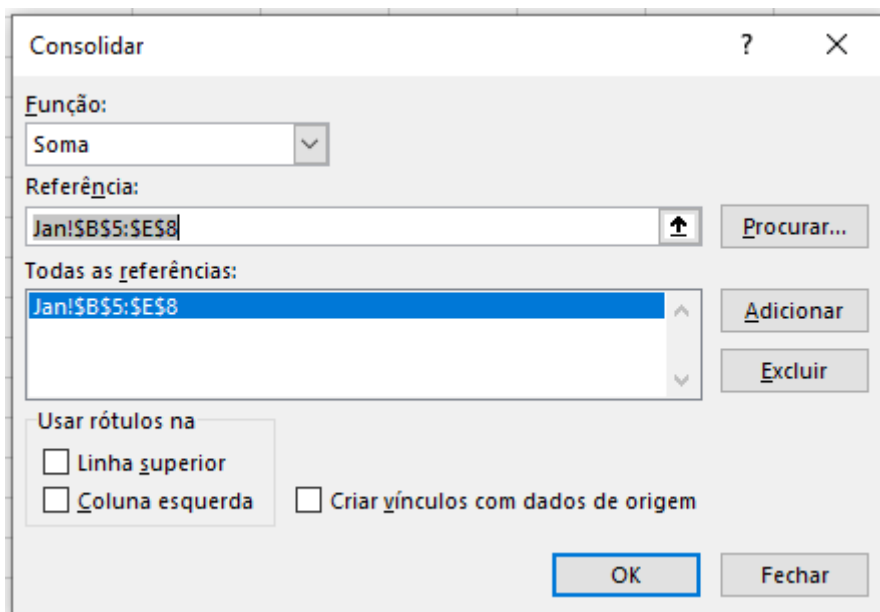 Consolidar ?
Função:
Soma
Referência:
Jan!$B$5:$E$8
Procurar...
Todas as referências:
Jan!$B$5:$E$8
Adicionar
Excluir
Usar rótulos na
Linha superior
Coluna esquerda
Criar vínculos com dados de origem
OK
Fechar